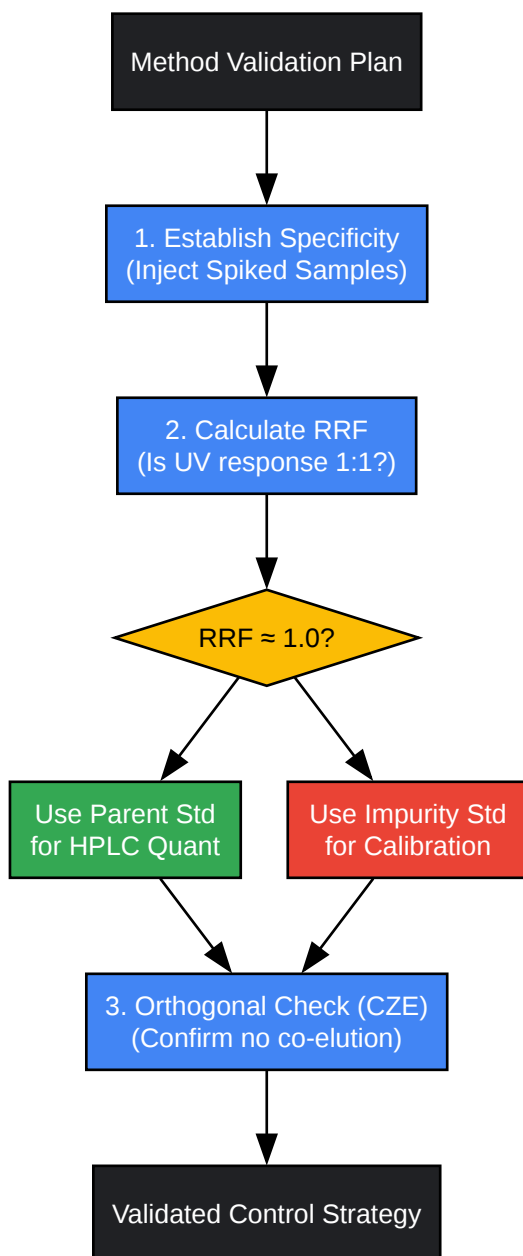 Method Validation Plan
1. Establish Specificity
(Inject Spiked Samples)
2. Calculate RRF
(Is UV response 1:1?)
RRF ≈ 1.0?
Use Parent Std
for HPLC Quant
Use Impurity Std
for Calibration
3. Orthogonal Check (CZE)
(Confirm no co-elution)
Validated Control Strategy